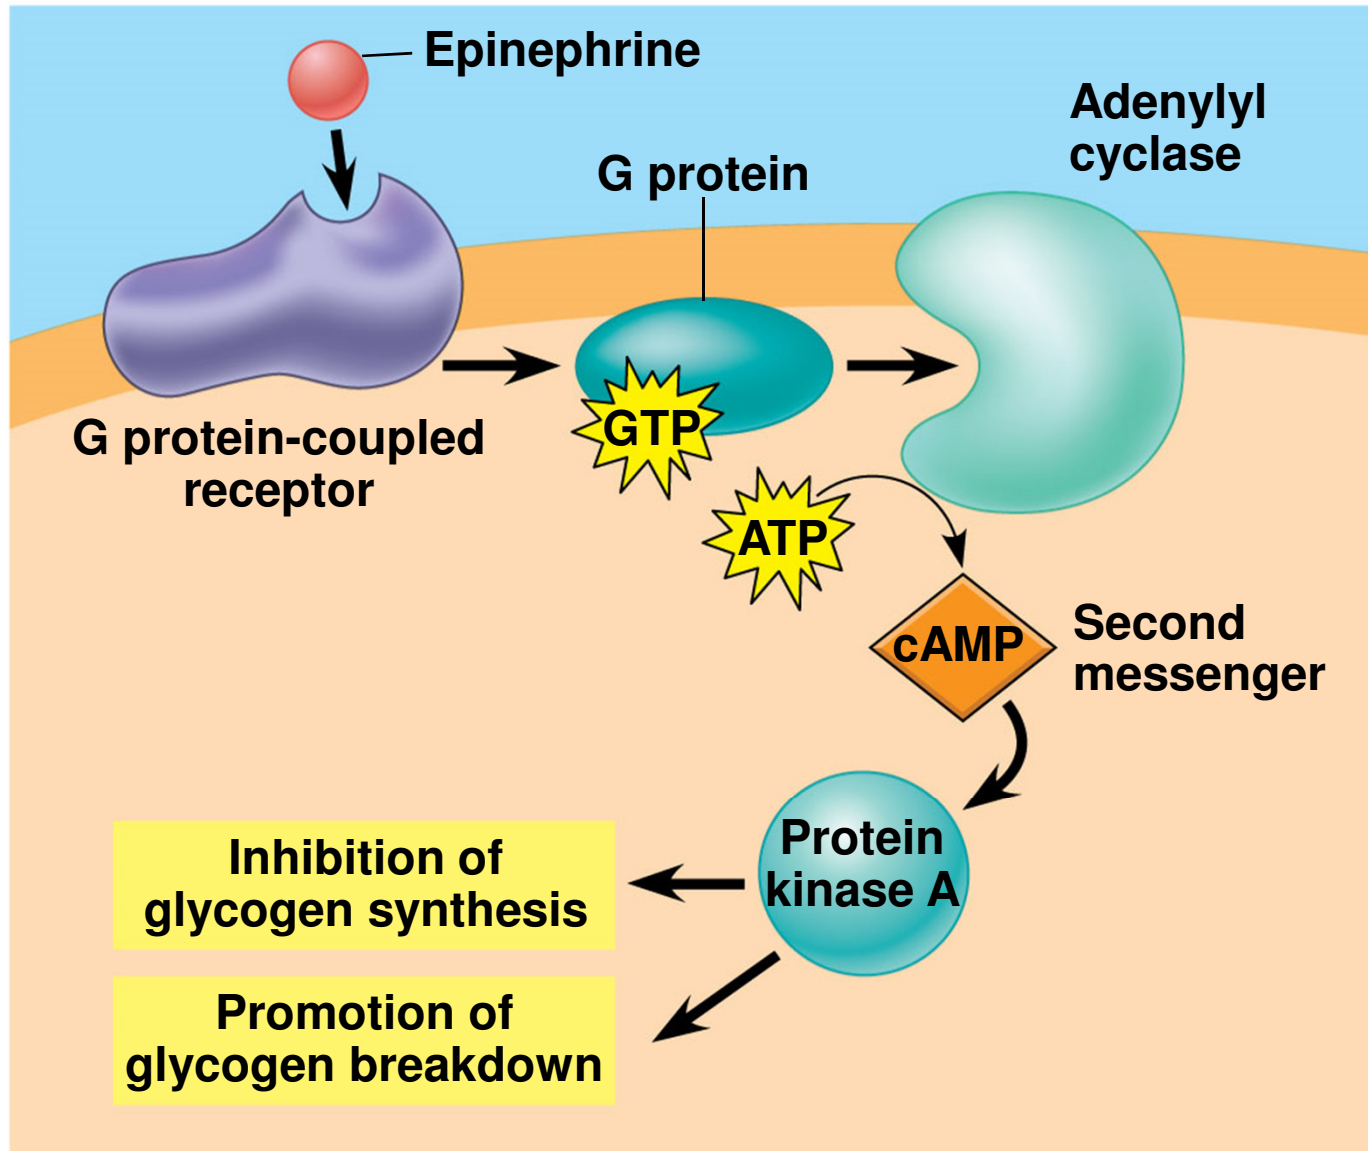 Epinephrine
Adenylyl
cyclase
G protein
GTP
G protein-coupled
receptor
ATP
cAMP
Second
messenger
Protein
kinase A
Inhibition of
glycogen synthesis
Promotion of
glycogen breakdown